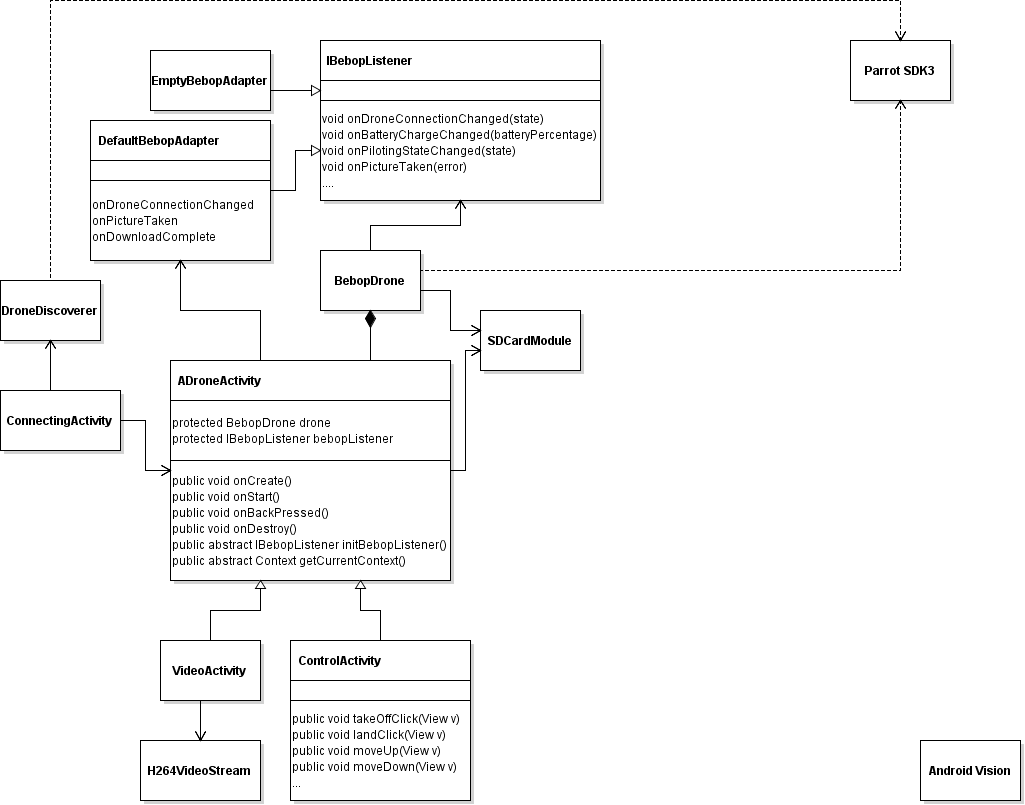 IBebopListener
void onDroneConnectionChanged(state)
void onBatteryChargeChanged(batteryPercentage)
void onPilotingStateChanged(state)
void onPictureTaken(error)
....
Parrot SDK3
EmptyBebopAdapter
DefaultBebopAdapter
onDroneConnectionChanged
onPictureTaken
onDownloadComplete
BebopDrone
DroneDiscoverer
SDCardModule
ConnectingActivity
ADroneActivity
protected BebopDrone drone
protected IBebopListener bebopListener
public void onCreate()
public void onStart()
public void onBackPressed()
public void onDestroy()
public abstract IBebopListener initBebopListener()
public abstract Context getCurrentContext()
VideoActivity
ControlActivity
public void takeOffClick(View v)
public void landClick(View v)
public void moveUp(View v)
public void moveDown(View v)
...
H264VideoStream
Android Vision